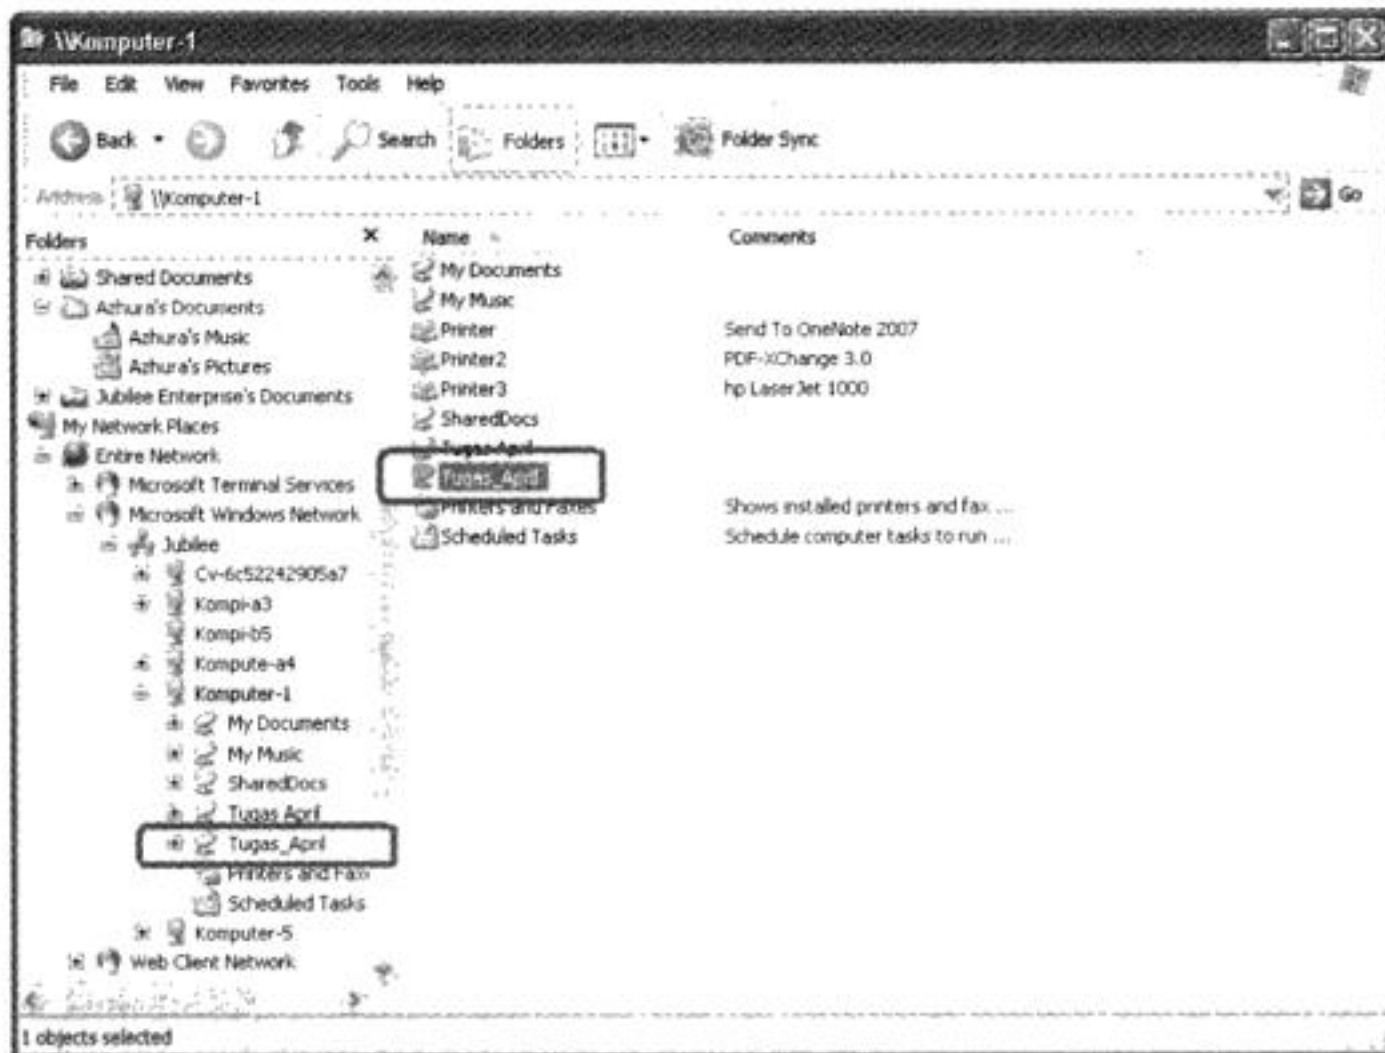 \\Komputer-1
File Edit View Favorites Tools Help
Back Search Folders Folder Sync
Address \\Komputer-1 Go
Folders
Shared Documents
Azhura's Documents
Azhura's Music
Azhura's Pictures
Jubilee Enterprise's Documents
My Network Places
Entire Network
Microsoft Terminal Services
Microsoft Windows Network
Jubilee
Cv-6c52242905a7
Kompi-a3
Kompi-b5
Kompute-a4
Komputer-1
My Documents
My Music
SharedDocs
Tugas April
Tugas_April
Printers and Fax
Scheduled Tasks
Komputer-5
Web Client Network
Name Comments
My Documents
My Music
Printer Send To OneNote 2007
Printer2 PDF-XChange 3.0
Printer3 hp LaserJet 1000
SharedDocs
Tugas April
Tugas_April
Printers and Faxes Shows installed printers and fax ...
Scheduled Tasks Schedule computer tasks to run ...
1 objects selected